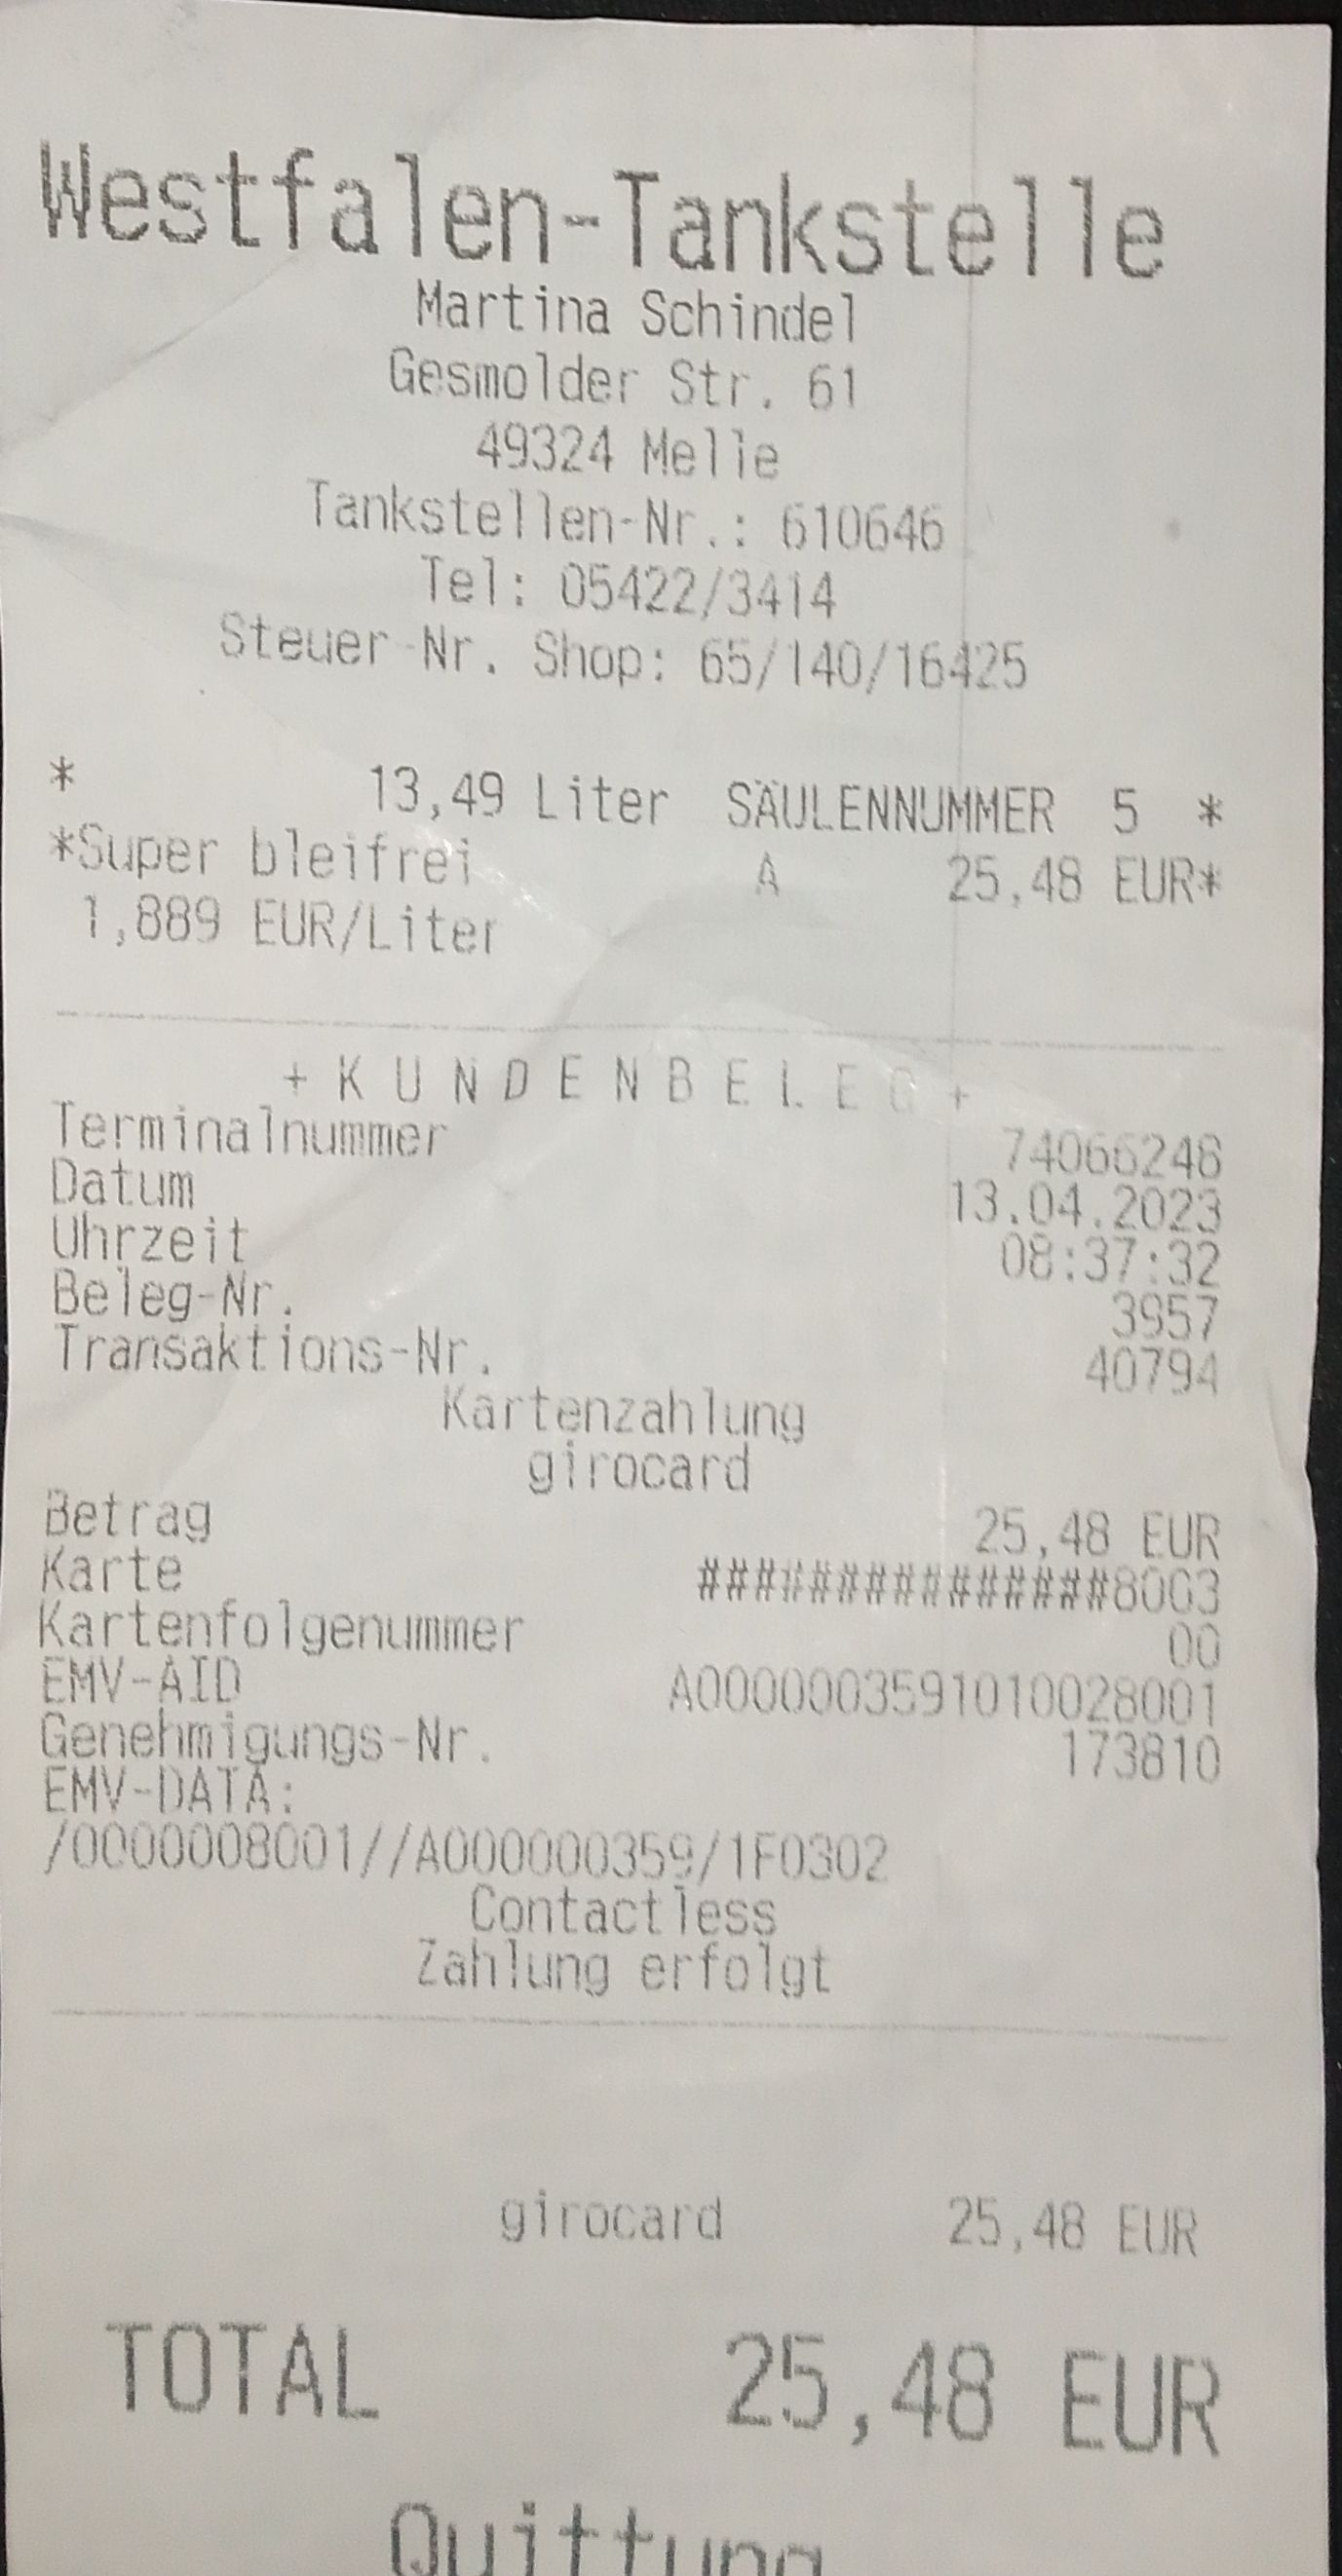 Westfalen-Tankstelle
Martina Schindel
Gesmolder Str. 61
49324 Melle
Tankstellen-Nr.: 610646
Tel: 05422/3414
Steuer-Nr. Shop: 65/140/16425
* 13,49 Liter SÄULENNUMMER 5 *
*Super bleifrei A 25,48 EUR*
1,889 EUR/Liter
+ K U N D E N B E L E G +
Terminalnummer 74066248
Datum 13.04.2023
Uhrzeit 08:37:32
Beleg-Nr. 3957
Transaktions-Nr. 40794
Kartenzahlung
girocard
Betrag 25,48 EUR
Karte ###############8003
Kartenfolgenummer 00
EMV-AID A0000003591010028001
Genehmigungs-Nr. 173810
EMV-DATA:
/0000008001//A000000359/1F0302
Contactless
Zahlung erfolgt
girocard 25,48 EUR
TOTAL 25,48 EUR
Quittung